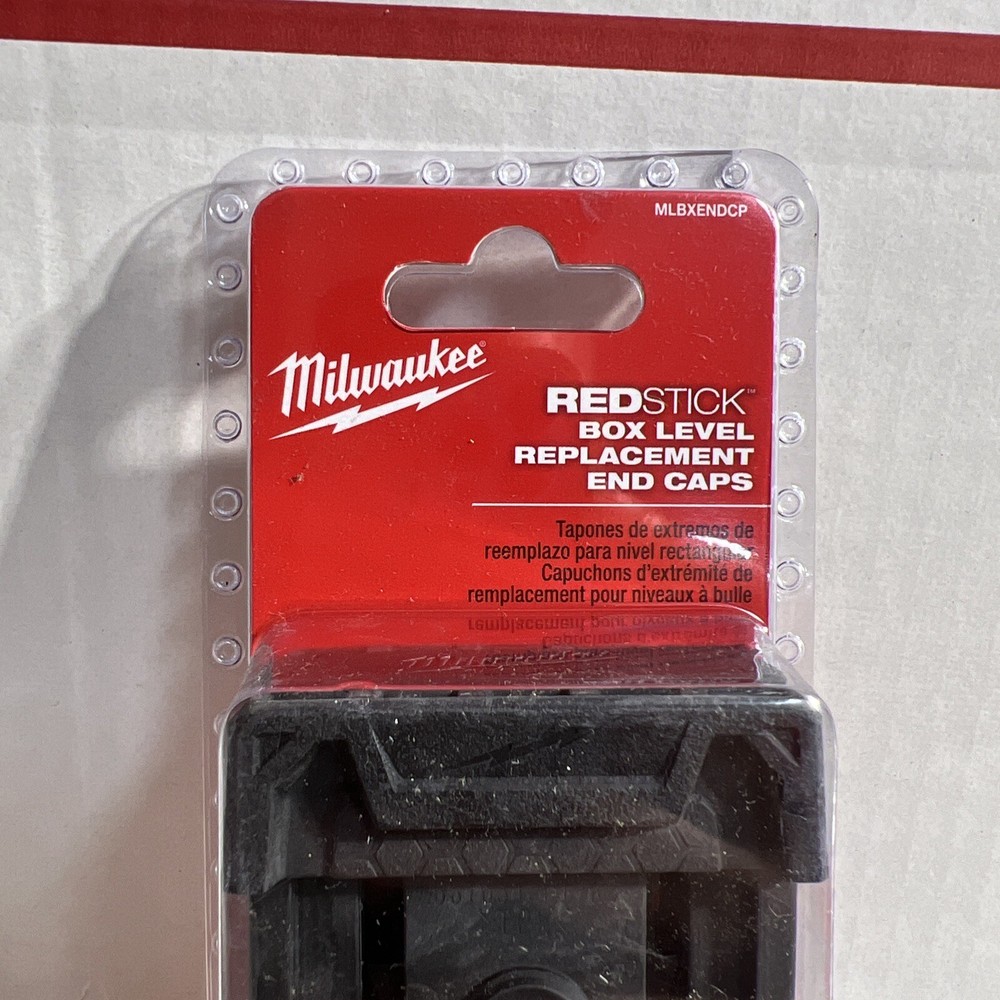 MLBXENDCP
Milwaukee®
REDSTICK℠
BOX LEVEL
REPLACEMENT
END CAPS
Tapones de extremos de
reemplazo para nivel rectangular
Capuchons d'extrémité de
remplacement pour niveaux à bulle